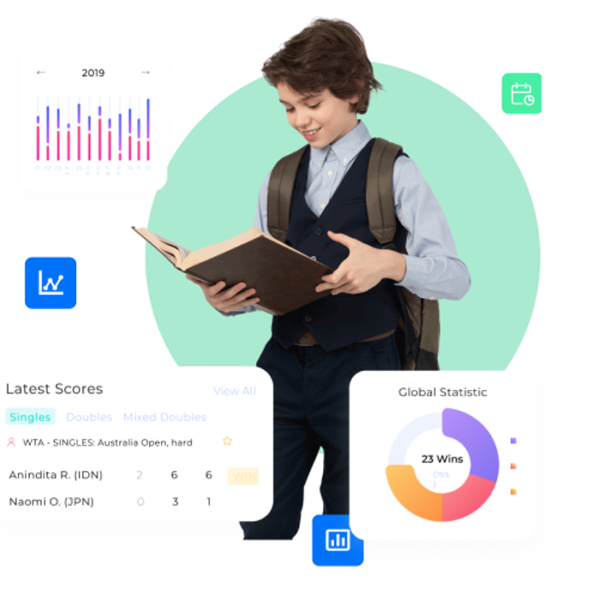 ← 2019 →
Latest Scores
View All
Singles Doubles Mixed Doubles
WTA - SINGLES: Australia Open, hard
Anindita R. (IDN) 2 6 6 WIN
Naomi O. (JPN) 0 3 1
Global Statistic
23 Wins